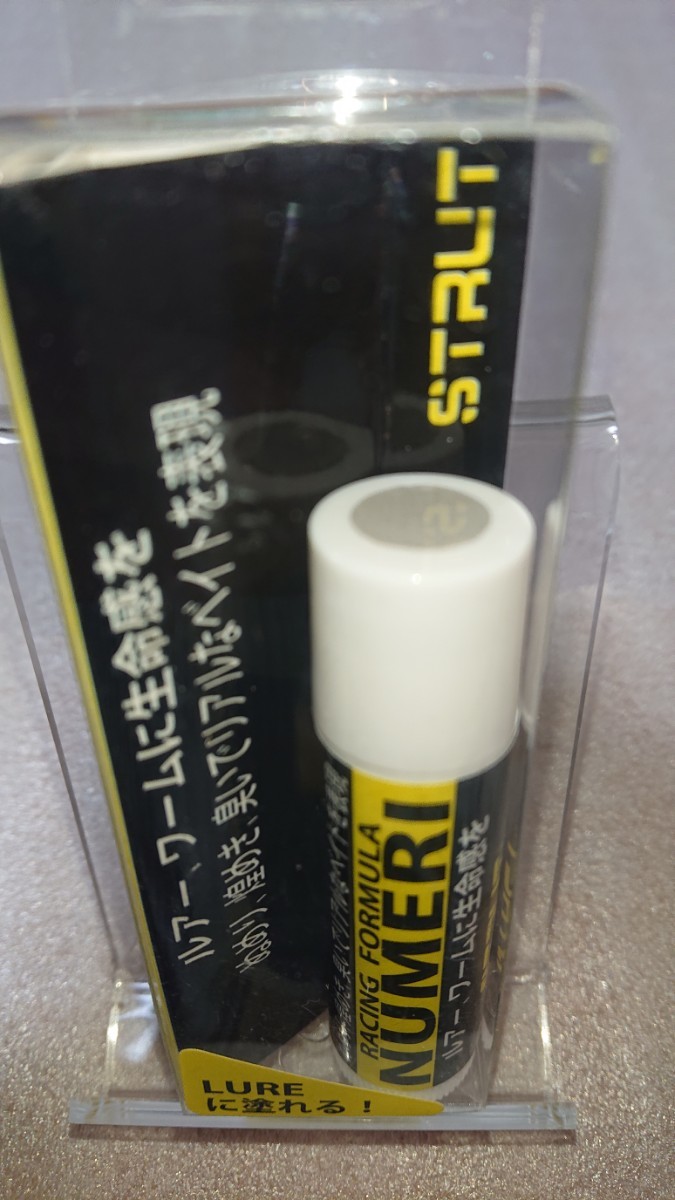 STRUT
ルアー、ワームに生命感を
ぬめり、煌めき、臭いでリアルなベイトを表現。
RACING FORMULA
NUMERI
ルアー、ワームに生命感を
LURE
に塗れる！